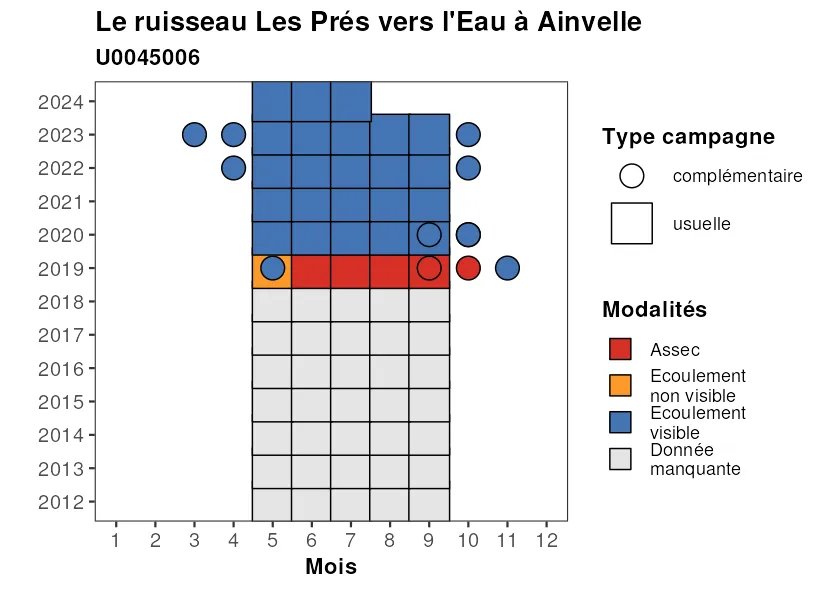 Le ruisseau Les Prés vers l'Eau à Ainvelle
U0045006
2024
2023
2022
2021
2020
2019
2018
2017
2016
2015
2014
2013
2012
1 2 3 4 5 6 7 8 9 10 11 12
Mois
Type campagne
complémentaire
usuelle
Modalités
Assec
Ecoulement
non visible
Ecoulement
visible
Donnée
manquante